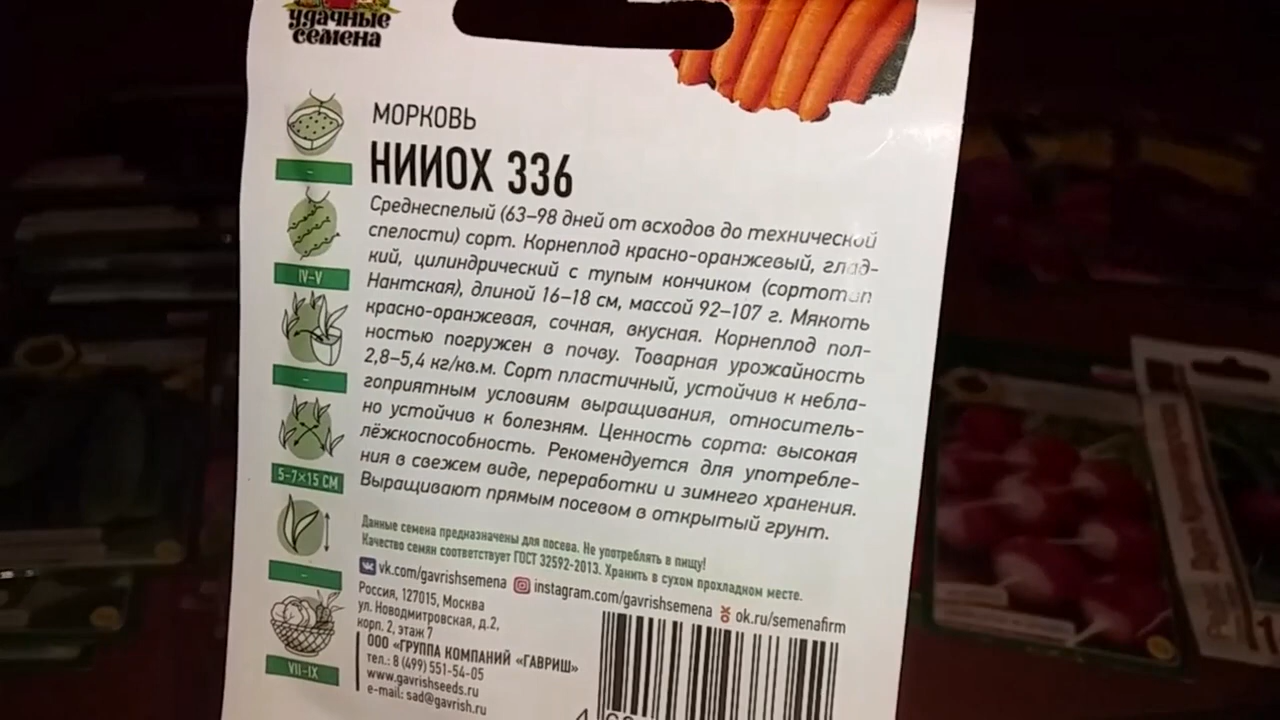 удачные
семена
МОРКОВЬ
НИИОХ 336
Среднеспелый (63–98 дней от всходов до технической
спелости) сорт. Корнеплод красно-оранжевый, глад-
кий, цилиндрический с тупым кончиком (сортотип
Нантская), длиной 16–18 см, массой 92–107 г. Мякоть
красно-оранжевая, сочная, вкусная. Корнеплод пол-
ностью погружен в почву. Товарная урожайность
2,8–5,4 кг/кв.м. Сорт пластичный, устойчив к небла-
гоприятным условиям выращивания, относитель-
но устойчив к болезням. Ценность сорта: высокая
лёжкоспособность. Рекомендуется для употребле-
ния в свежем виде, переработки и зимнего хранения.
Выращивают прямым посевом в открытый грунт.
–
IV–V
–
5–7×15 СМ
–
VII–IX
Данные семена предназначены для посева. Не употреблять в пищу!
Качество семян соответствует ГОСТ 32592-2013. Хранить в сухом прохладном месте.
vk.com/gavrishsemena instagram.com/gavrishsemena ok.ru/semenafirm
Россия, 127015, Москва
ул. Новодмитровская, д.2,
корп. 2, этаж 7
ООО «ГРУППА КОМПАНИЙ «ГАВРИШ»
тел.: 8 (499) 551-54-05
www.gavrishseeds.ru
e-mail: sad@gavrish.ru